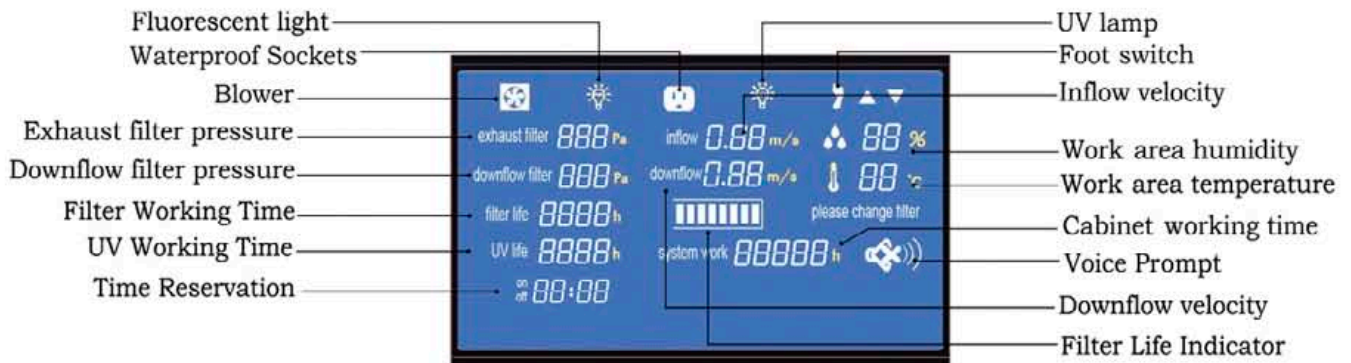 Fluorescent light
Waterproof Sockets
Blower
Exhaust filter pressure
Downflow filter pressure
Filter Working Time
UV Working Time
Time Reservation
exhaust filter 888 Pa
inflow 0.88 m/s
88 %
downflow filter 888 Pa
downflow 0.88 m/s
88 °C
filter life 8888 h
please change filter
UV life 8888 h
system work 88888 h
on
off 88:88
UV lamp
Foot switch
Inflow velocity
Work area humidity
Work area temperature
Cabinet working time
Voice Prompt
Downflow velocity
Filter Life Indicator